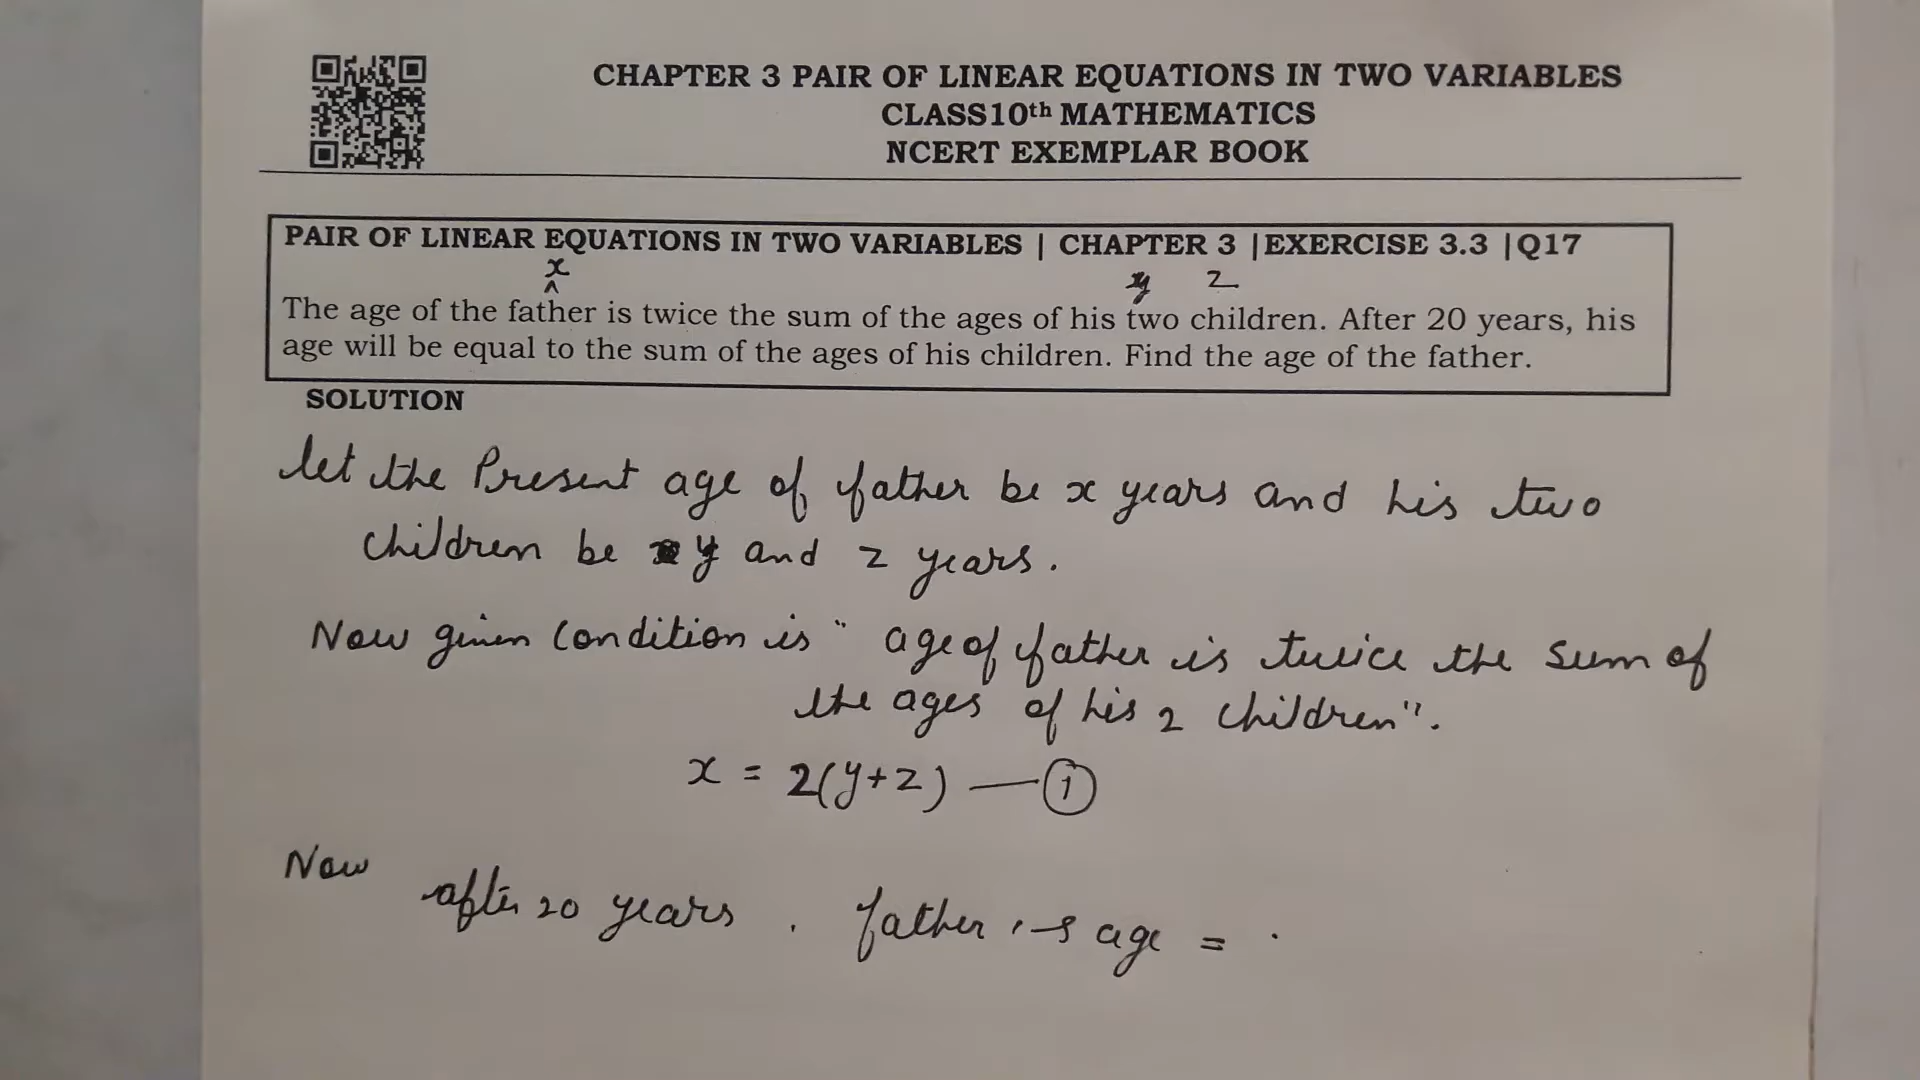 CHAPTER 3 PAIR OF LINEAR EQUATIONS IN TWO VARIABLES
CLASS10th MATHEMATICS
NCERT EXEMPLAR BOOK
PAIR OF LINEAR EQUATIONS IN TWO VARIABLES | CHAPTER 3 |EXERCISE 3.3 |Q17
x y z
The age of the father is twice the sum of the ages of his two children. After 20 years, his
age will be equal to the sum of the ages of his children. Find the age of the father.
SOLUTION
let the Present age of father be x years and his two
children be y and z years.
Now given condition is " age of father is twice the sum of
the ages of his 2 children".
x = 2(y+z) — ①
Now after 20 years . father's age =